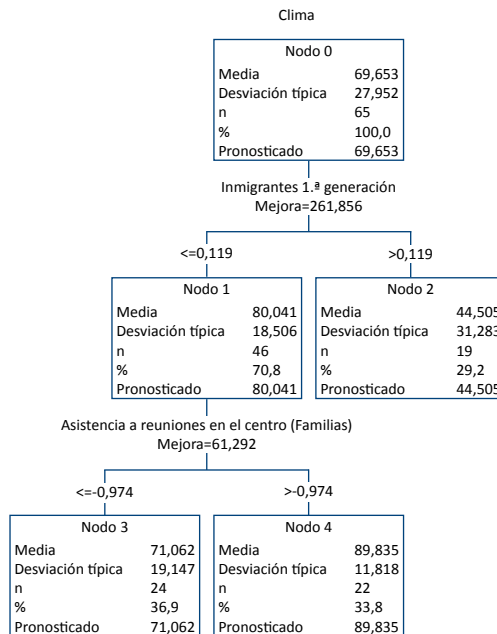 Clima
Nodo 0
Media 69,653
Desviación típica 27,952
n 65
% 100,0
Pronosticado 69,653
Inmigrantes 1.ª generación
Mejora=261,856
<=0,119 >0,119
Nodo 1
Media 80,041
Desviación típica 18,506
n 46
% 70,8
Pronosticado 80,041
Nodo 2
Media 44,505
Desviación típica 31,283
n 19
% 29,2
Pronosticado 44,505
Asistencia a reuniones en el centro (Familias)
Mejora=61,292
<=-0,974 >-0,974
Nodo 3
Media 71,062
Desviación típica 19,147
n 24
% 36,9
Pronosticado 71,062
Nodo 4
Media 89,835
Desviación típica 11,818
n 22
% 33,8
Pronosticado 89,835